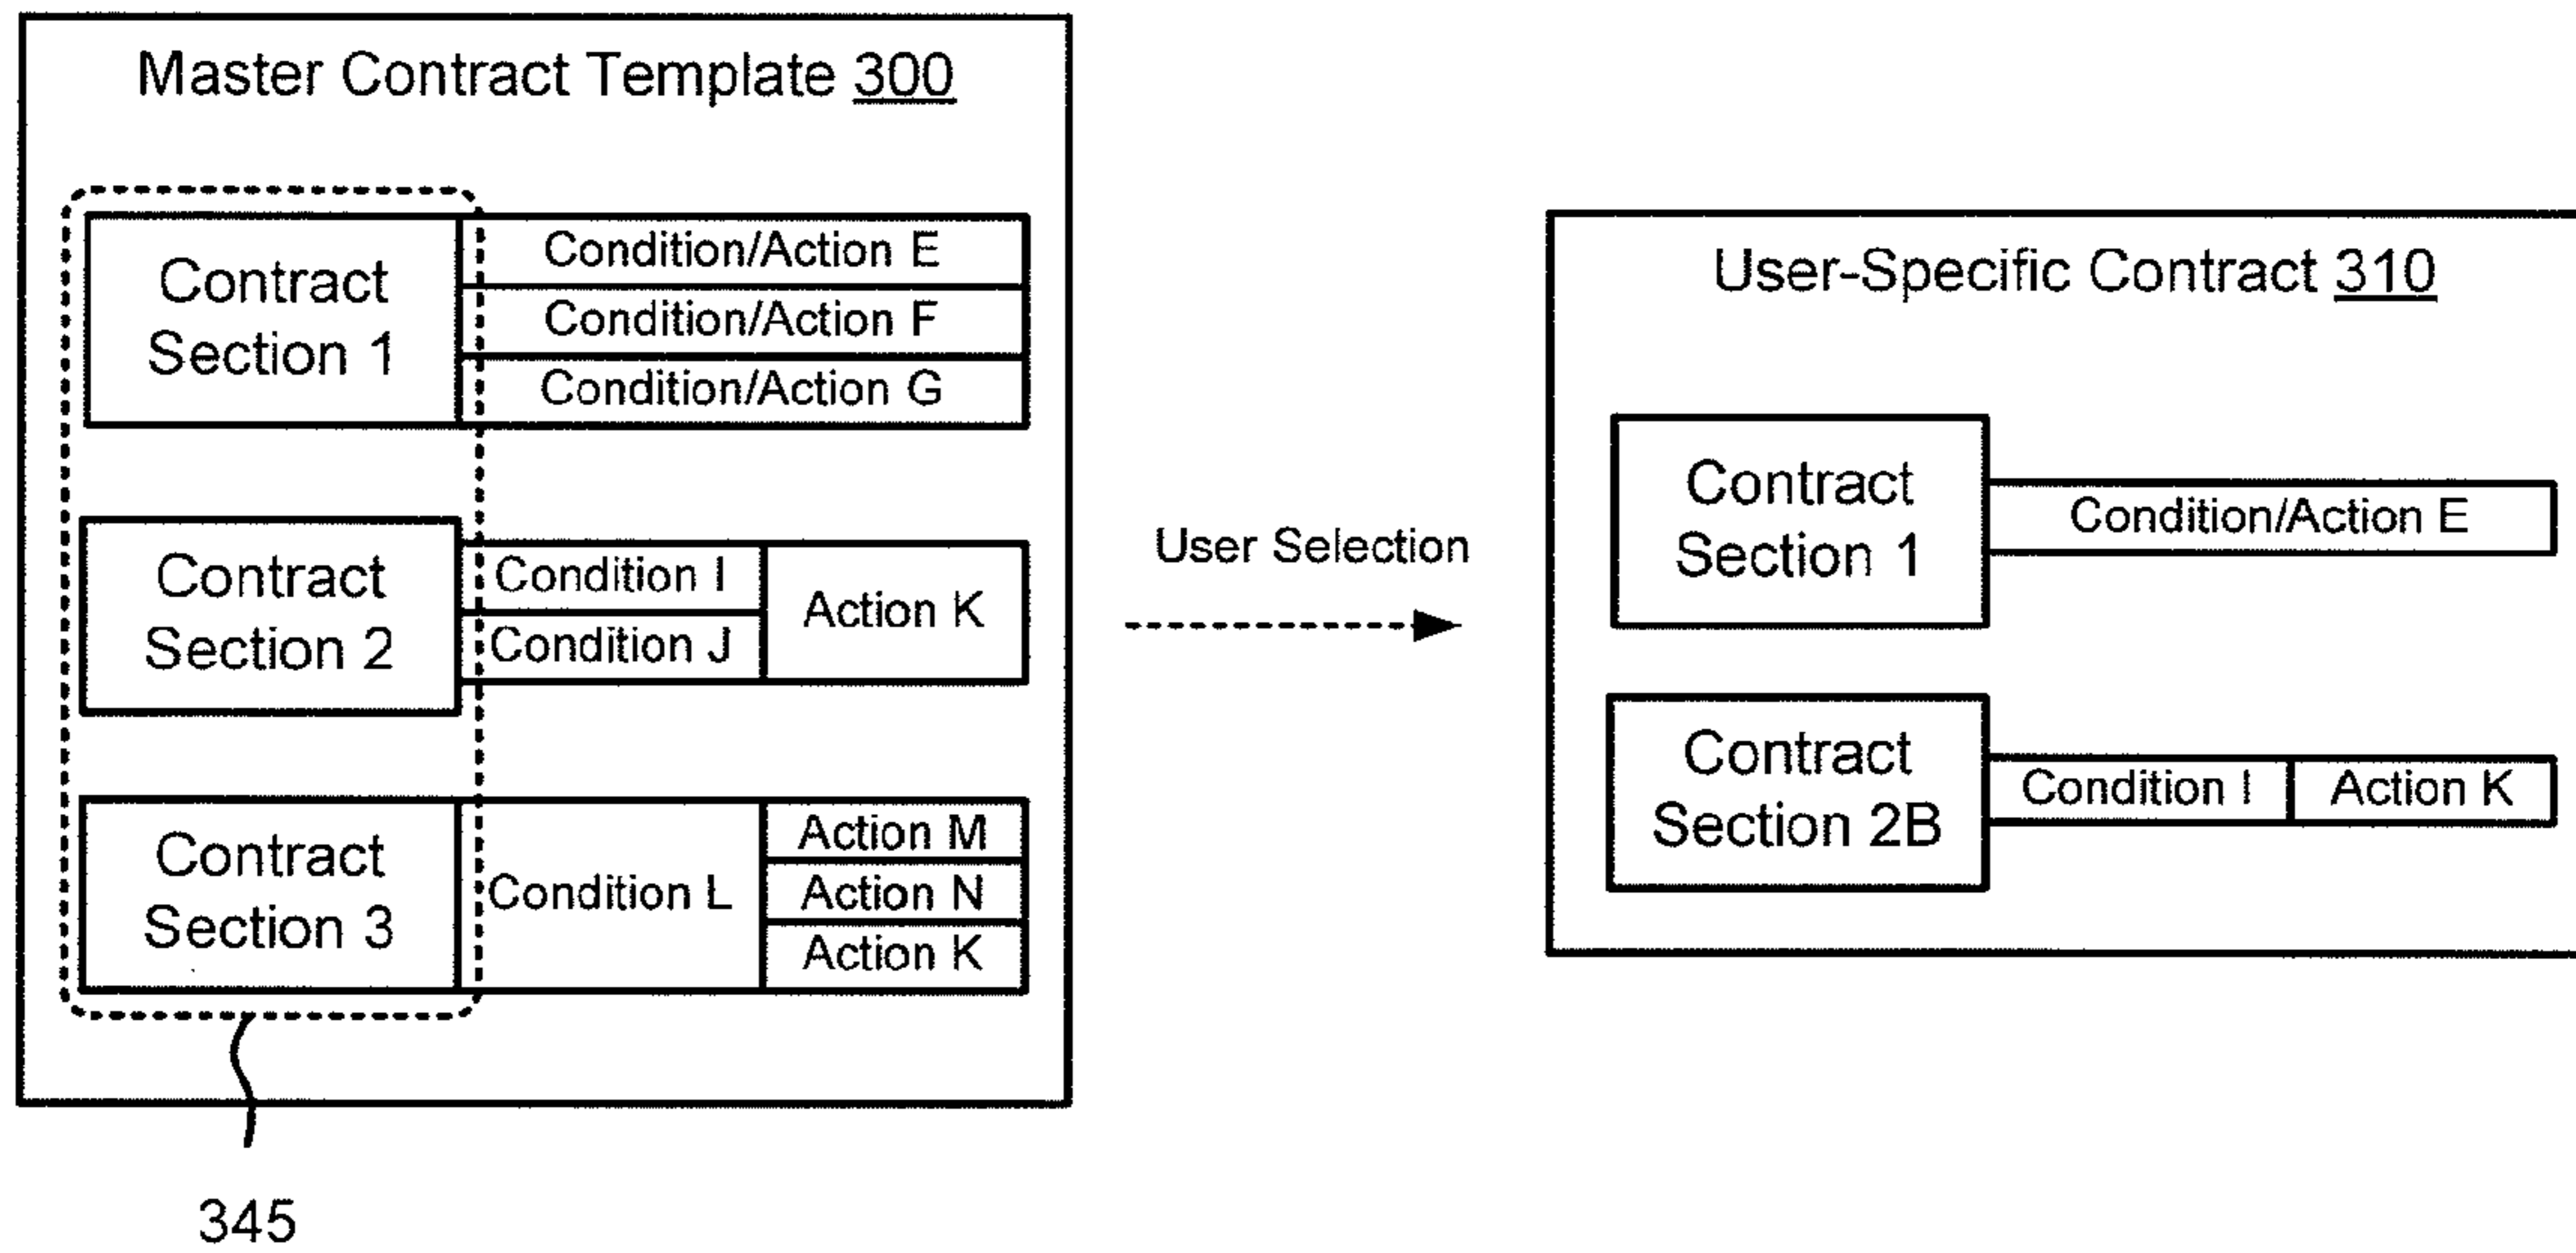 Master Contract Template 300
Contract
Section 1
Condition/Action E
Condition/Action F
Condition/Action G
Contract
Section 2
Condition I
Condition J
Action K
Contract
Section 3
Condition L
Action M
Action N
Action K
345
User Selection
User-Specific Contract 310
Contract
Section 1
Condition/Action E
Contract
Section 2B
Condition I
Action K